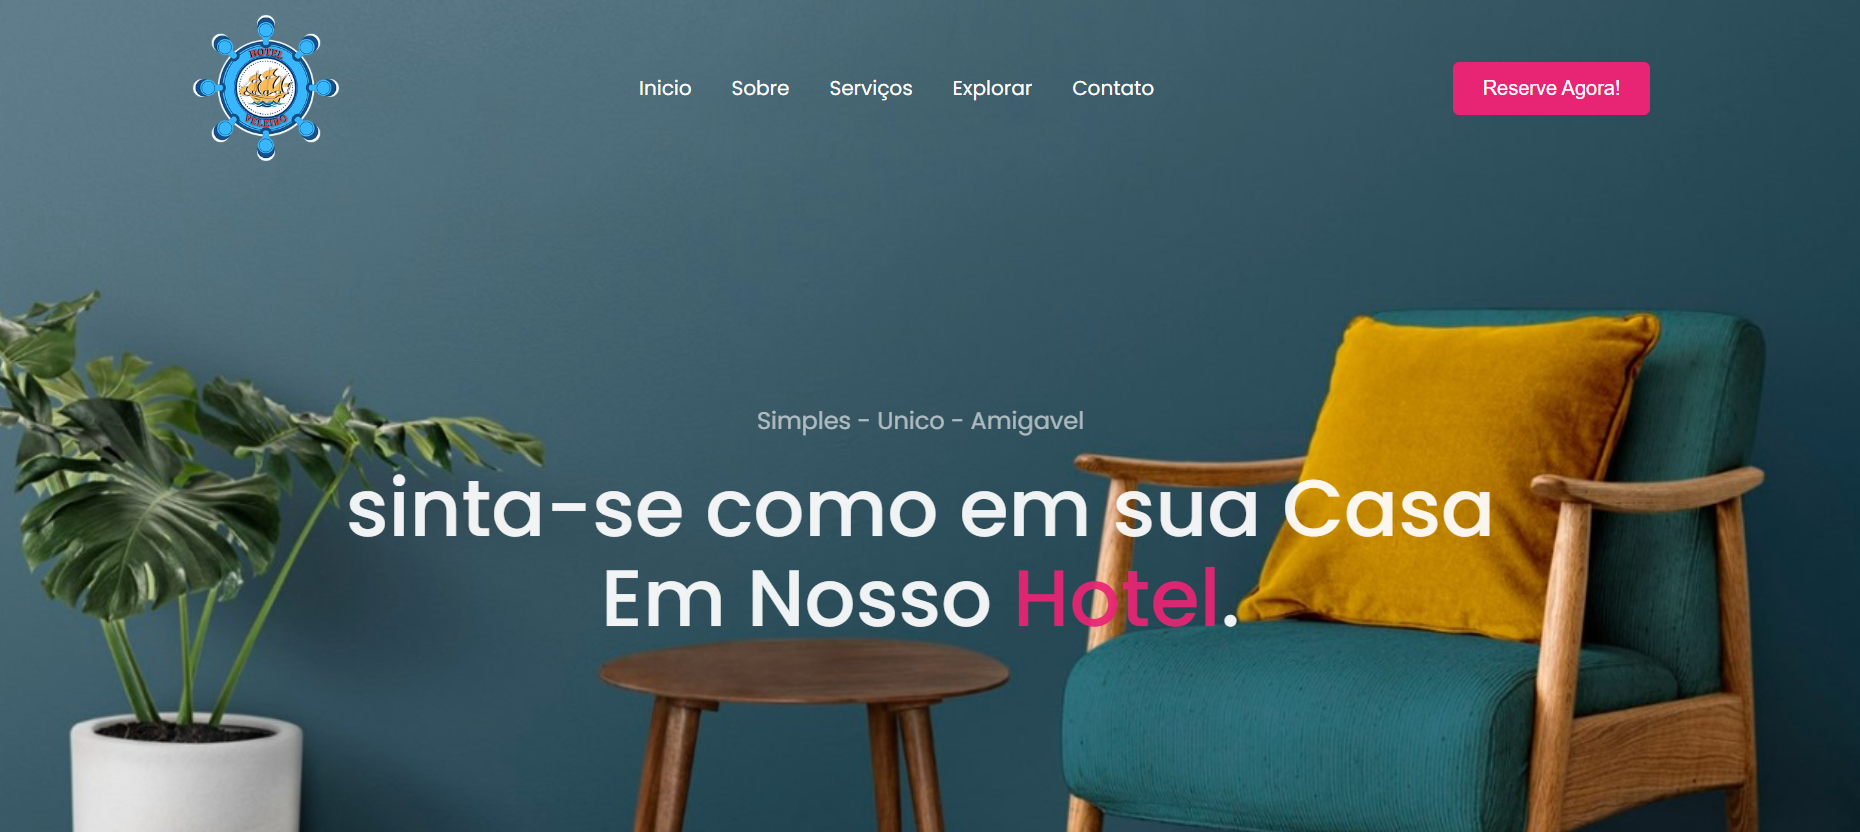 HOTEL
VELEIRO
Inicio Sobre Serviços Explorar Contato
Reserve Agora!
Simples - Unico - Amigavel
sinta-se como em sua Casa
Em Nosso Hotel.